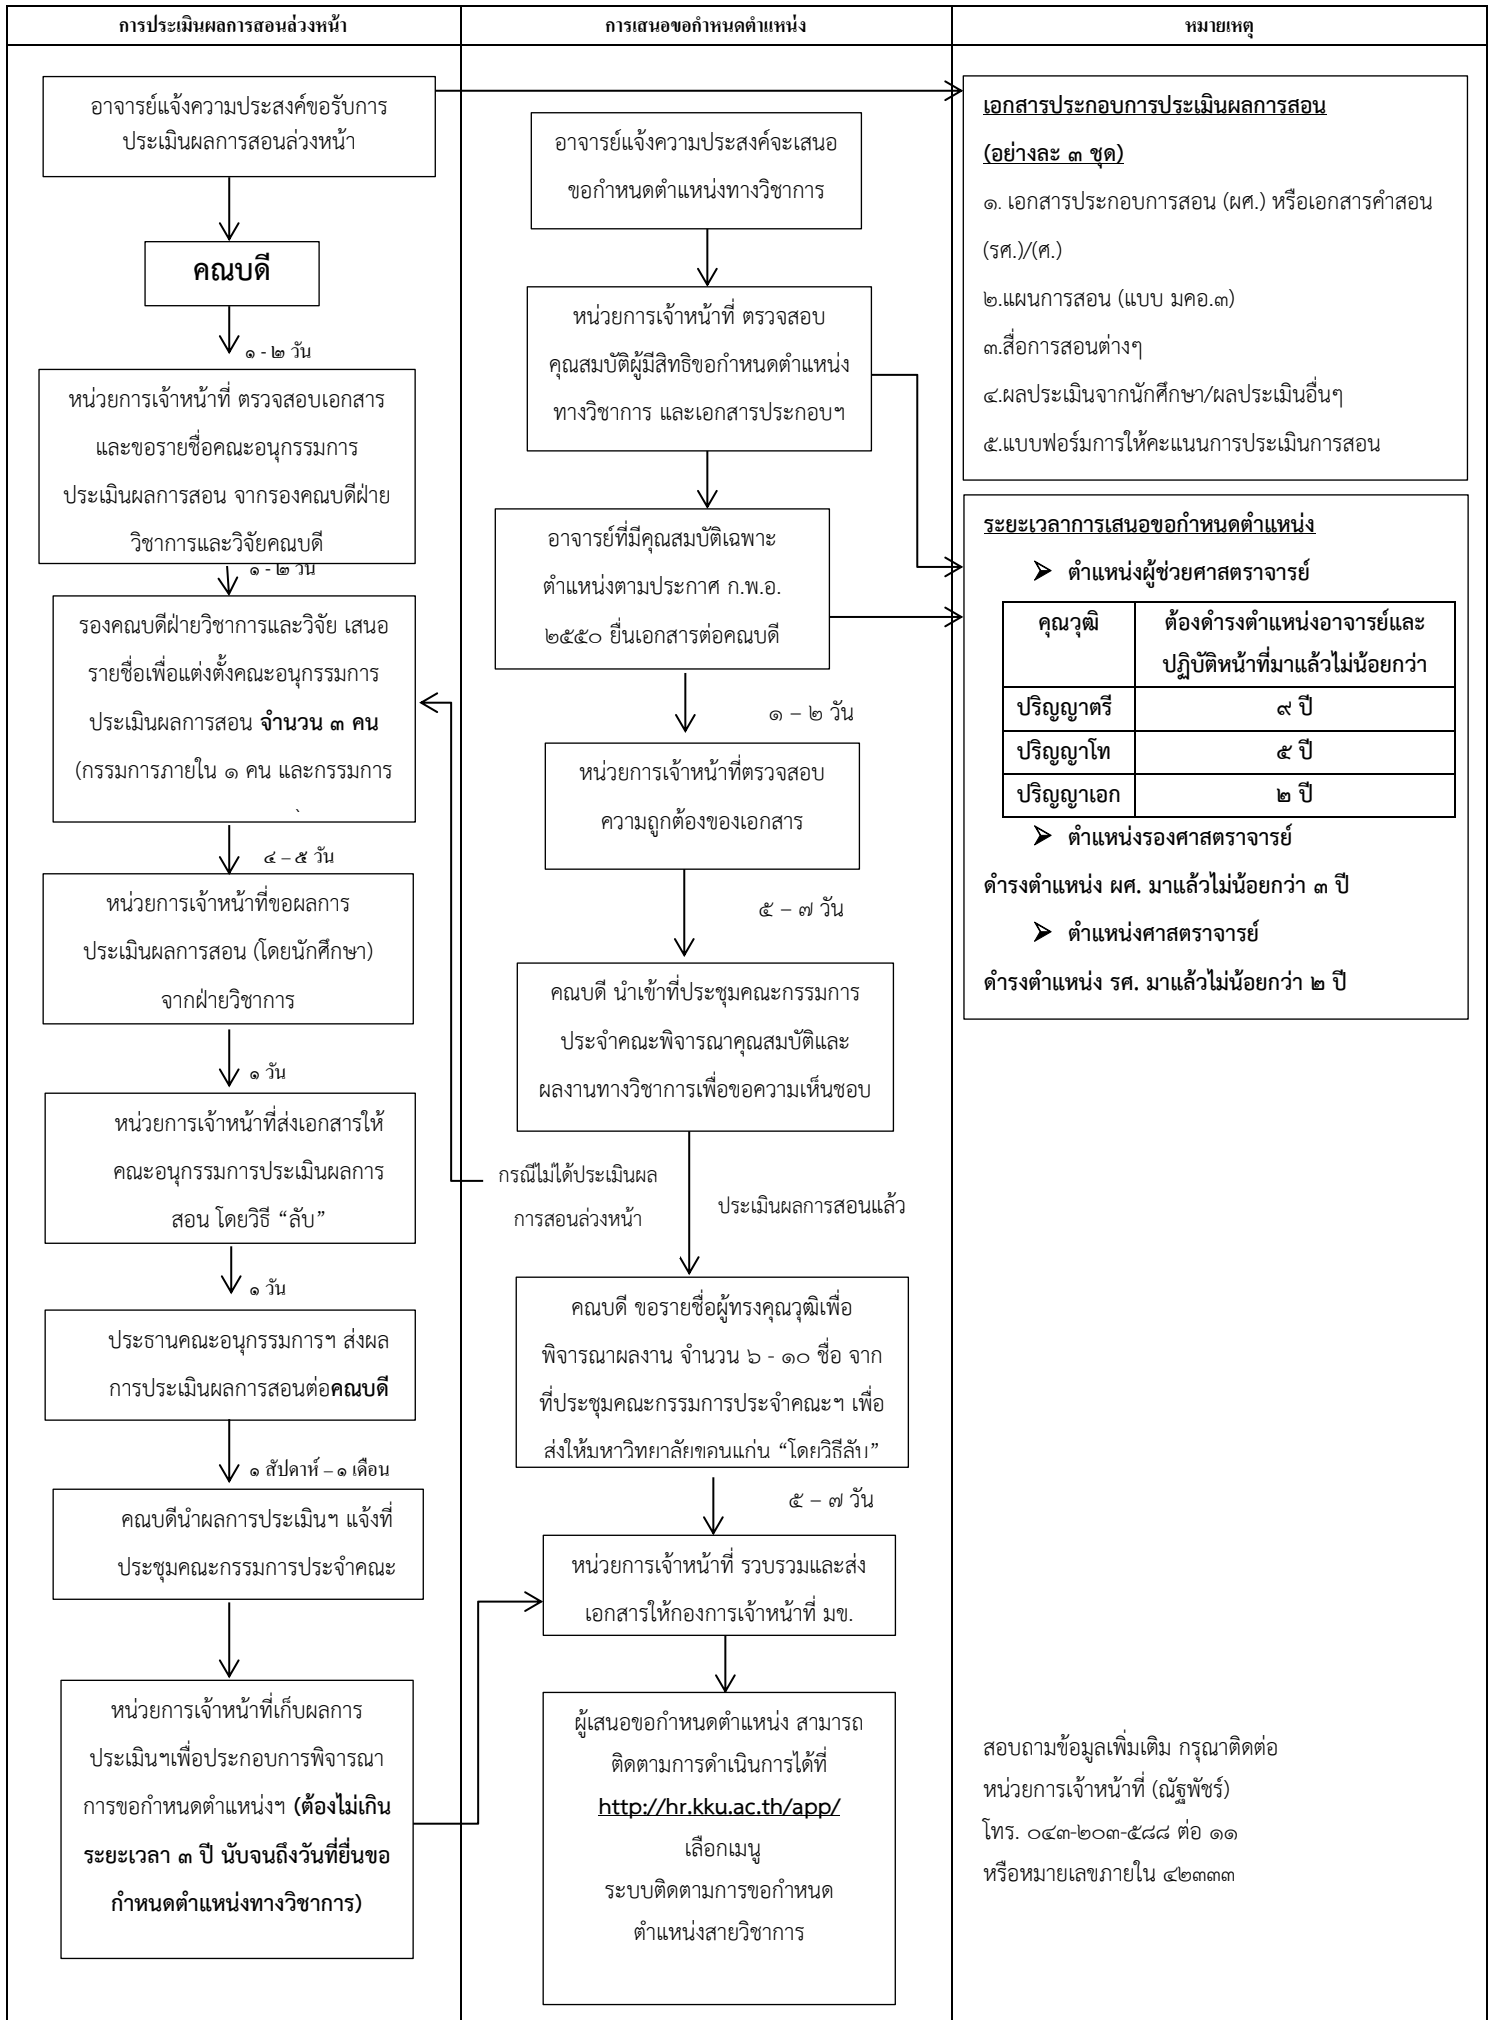 การประเมินผลการสอนล่วงหน้า
อาจารย์แจ้งความประสงค์ขอรับการ
ประเมินผลการสอนล่วงหน้า
คณบดี
๑ - ๒ วัน
หน่วยการเจ้าหน้าที่ ตรวจสอบเอกสาร
และขอรายชื่อคณะอนุกรรมการ
ประเมินผลการสอน จากรองคณบดีฝ่าย
วิชาการและวิจัยคณบดี
๑ - ๒ วัน
รองคณบดีฝ่ายวิชาการและวิจัย เสนอ
รายชื่อเพื่อแต่งตั้งคณะอนุกรรมการ
ประเมินผลการสอน จำนวน ๓ คน
(กรรมการภายใน ๑ คน และกรรมการ
๔ – ๕ วัน
หน่วยการเจ้าหน้าที่ขอผลการ
ประเมินผลการสอน (โดยนักศึกษา)
จากฝ่ายวิชาการ
๑ วัน
หน่วยการเจ้าหน้าที่ส่งเอกสารให้
คณะอนุกรรมการประเมินผลการ
สอน โดยวิธี “ลับ”
๑ วัน
ประธานคณะอนุกรรมการฯ ส่งผล
การประเมินผลการสอนต่อคณบดี
๑ สัปดาห์ – ๑ เดือน
คณบดีนำผลการประเมินฯ แจ้งที่
ประชุมคณะกรรมการประจำคณะ
หน่วยการเจ้าหน้าที่เก็บผลการ
ประเมินฯเพื่อประกอบการพิจารณา
การขอกำหนดตำแหน่งฯ (ต้องไม่เกิน
ระยะเวลา ๓ ปี นับจนถึงวันที่ยื่นขอ
กำหนดตำแหน่งทางวิชาการ)
การเสนอขอกำหนดตำแหน่ง
อาจารย์แจ้งความประสงค์จะเสนอ
ขอกำหนดตำแหน่งทางวิชาการ
หน่วยการเจ้าหน้าที่ ตรวจสอบ
คุณสมบัติผู้มีสิทธิขอกำหนดตำแหน่ง
ทางวิชาการ และเอกสารประกอบฯ
อาจารย์ที่มีคุณสมบัติเฉพาะ
ตำแหน่งตามประกาศ ก.พ.อ.
๒๕๕๐ ยื่นเอกสารต่อคณบดี
๑ – ๒ วัน
หน่วยการเจ้าหน้าที่ตรวจสอบ
ความถูกต้องของเอกสาร
๕ – ๗ วัน
คณบดี นำเข้าที่ประชุมคณะกรรมการ
ประจำคณะพิจารณาคุณสมบัติและ
ผลงานทางวิชาการเพื่อขอความเห็นชอบ
กรณีไม่ได้ประเมินผล
การสอนล่วงหน้า
ประเมินผลการสอนแล้ว
คณบดี ขอรายชื่อผู้ทรงคุณวุฒิเพื่อ
พิจารณาผลงาน จำนวน ๖ - ๑๐ ชื่อ จาก
ที่ประชุมคณะกรรมการประจำคณะฯ เพื่อ
ส่งให้มหาวิทยาลัยขอนแก่น “โดยวิธีลับ”
๕ – ๗ วัน
หน่วยการเจ้าหน้าที่ รวบรวมและส่ง
เอกสารให้กองการเจ้าหน้าที่ มข.
ผู้เสนอขอกำหนดตำแหน่ง สามารถ
ติดตามการดำเนินการได้ที่
http://hr.kku.ac.th/app/
เลือกเมนู
ระบบติดตามการขอกำหนด
ตำแหน่งสายวิชาการ
หมายเหตุ
เอกสารประกอบการประเมินผลการสอน
(อย่างละ ๓ ชุด)
๑. เอกสารประกอบการสอน (ผศ.) หรือเอกสารคำสอน
(รศ.)/(ศ.)
๒.แผนการสอน (แบบ มคอ.๓)
๓.สื่อการสอนต่างๆ
๔.ผลประเมินจากนักศึกษา/ผลประเมินอื่นๆ
๕.แบบฟอร์มการให้คะแนนการประเมินการสอน
ระยะเวลาการเสนอขอกำหนดตำแหน่ง
➢ ตำแหน่งผู้ช่วยศาสตราจารย์
คุณวุฒิ ต้องดำรงตำแหน่งอาจารย์และ
ปฏิบัติหน้าที่มาแล้วไม่น้อยกว่า
ปริญญาตรี ๙ ปี
ปริญญาโท ๕ ปี
ปริญญาเอก ๒ ปี
➢ ตำแหน่งรองศาสตราจารย์
ดำรงตำแหน่ง ผศ. มาแล้วไม่น้อยกว่า ๓ ปี
➢ ตำแหน่งศาสตราจารย์
ดำรงตำแหน่ง รศ. มาแล้วไม่น้อยกว่า ๒ ปี
สอบถามข้อมูลเพิ่มเติม กรุณาติดต่อ
หน่วยการเจ้าหน้าที่ (ณัฐพัชร์)
โทร. ๐๔๓-๒๐๓-๕๘๘ ต่อ ๑๑
หรือหมายเลขภายใน ๔๒๓๓๓